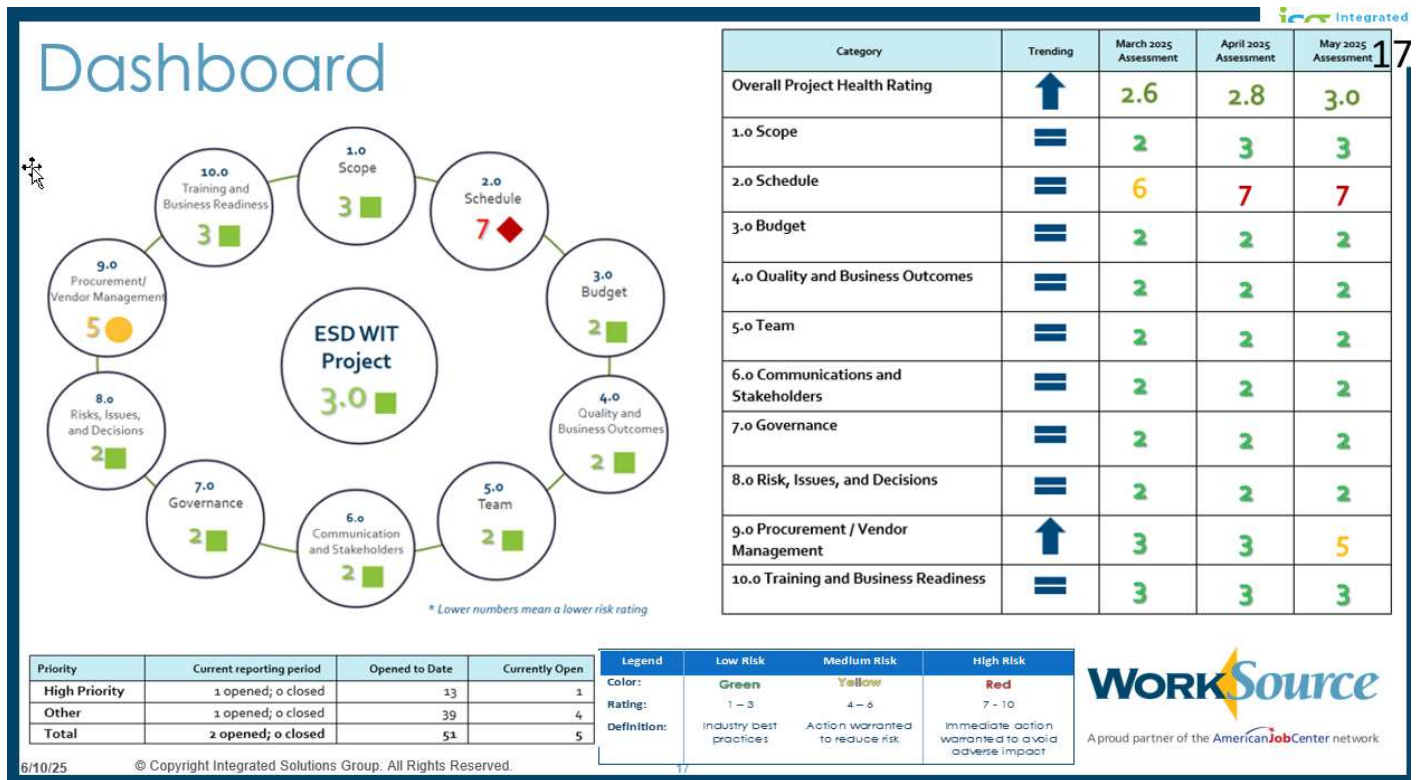 Integrated
Dashboard
17
1.0
Scope
3
2.0
Schedule
7
3.0
Budget
2
4.0
Quality and
Business Outcomes
2
5.0
Team
2
6.0
Communication
and Stakeholders
2
7.0
Governance
2
8.0
Risks, Issues,
and Decisions
2
9.0
Procurement/
Vendor Management
5
10.0
Training and
Business Readiness
3
ESD WIT
Project
3.0
* Lower numbers mean a lower risk rating
Category Trending March 2025 Assessment April 2025 Assessment May 2025 Assessment
Overall Project Health Rating 2.6 2.8 3.0
1.0 Scope 2 3 3
2.0 Schedule 6 7 7
3.0 Budget 2 2 2
4.0 Quality and Business Outcomes 2 2 2
5.0 Team 2 2 2
6.0 Communications and
Stakeholders 2 2 2
7.0 Governance 2 2 2
8.0 Risk, Issues, and Decisions 2 2 2
9.0 Procurement / Vendor
Management 3 3 5
10.0 Training and Business Readiness 3 3 3
Priority Current reporting period Opened to Date Currently Open
High Priority 1 opened; 0 closed 13 1
Other 1 opened; 0 closed 39 4
Total 2 opened; 0 closed 51 5
Legend Low Risk Medium Risk High Risk
Color: Green Yellow Red
Rating: 1 – 3 4 – 6 7 - 10
Definition: Industry best practices Action warranted to reduce risk Immediate action warranted to avoid adverse impact
WORKSource
A proud partner of the AmericanJobCenter network
6/10/25 © Copyright Integrated Solutions Group. All Rights Reserved. 17